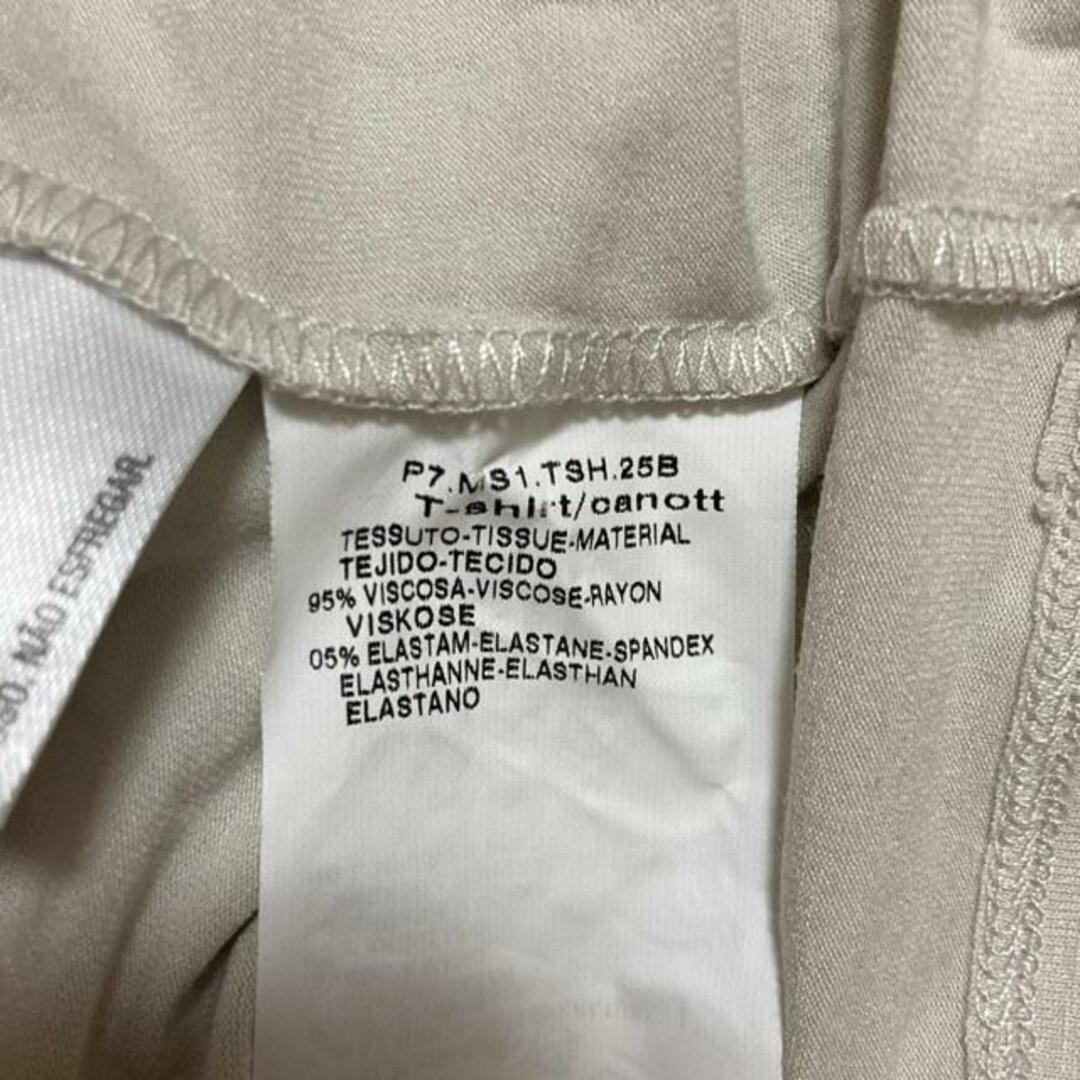 P7.MS1.TSH.25B
T-shirt/canott
TESSUTO-TISSUE-MATERIAL
TEJIDO-TECIDO
95% VISCOSA-VISCOSE-RAYON
VISKOSE
05% ELASTAM-ELASTANE-SPANDEX
ELASTHANNE-ELASTHAN
ELASTANO
NÃO ESFREGAR.